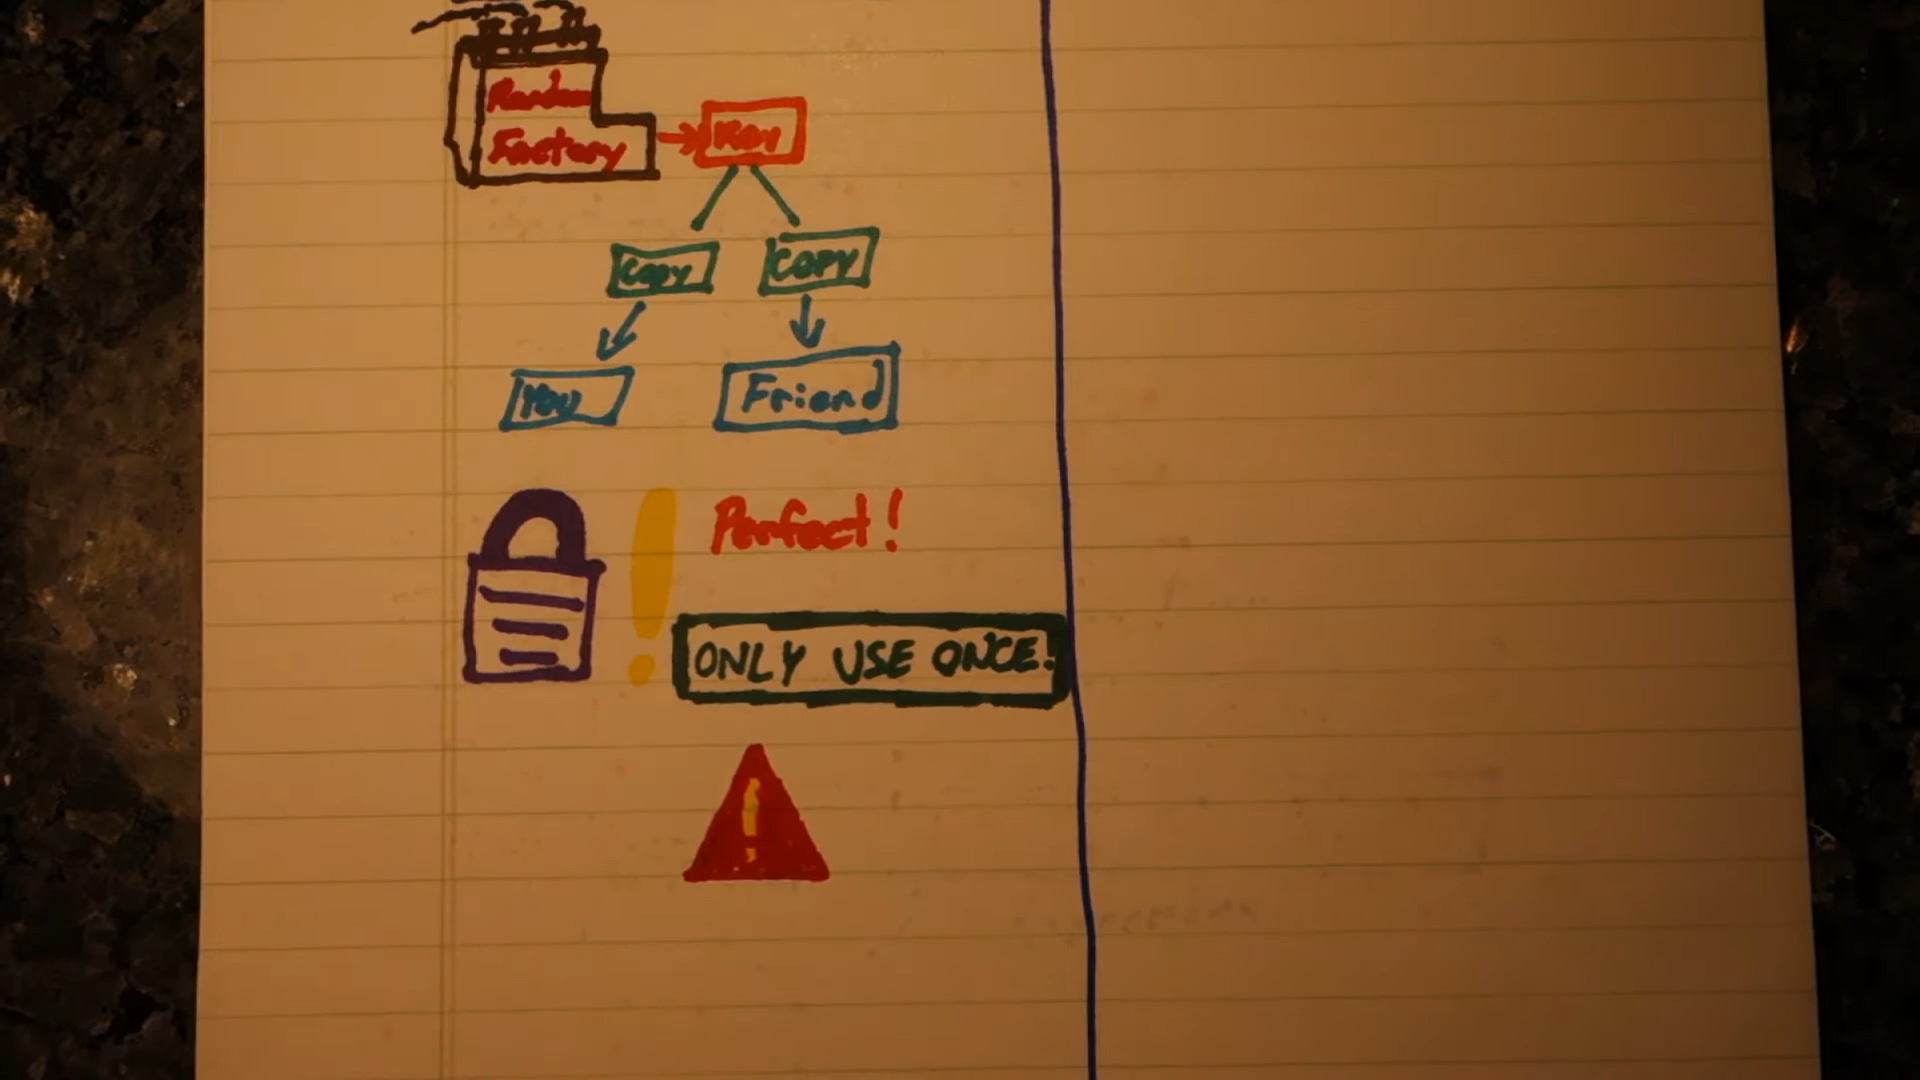 Random
Factory
Key
Copy
Copy
You
Friend
Perfect!
ONLY USE ONCE!
!